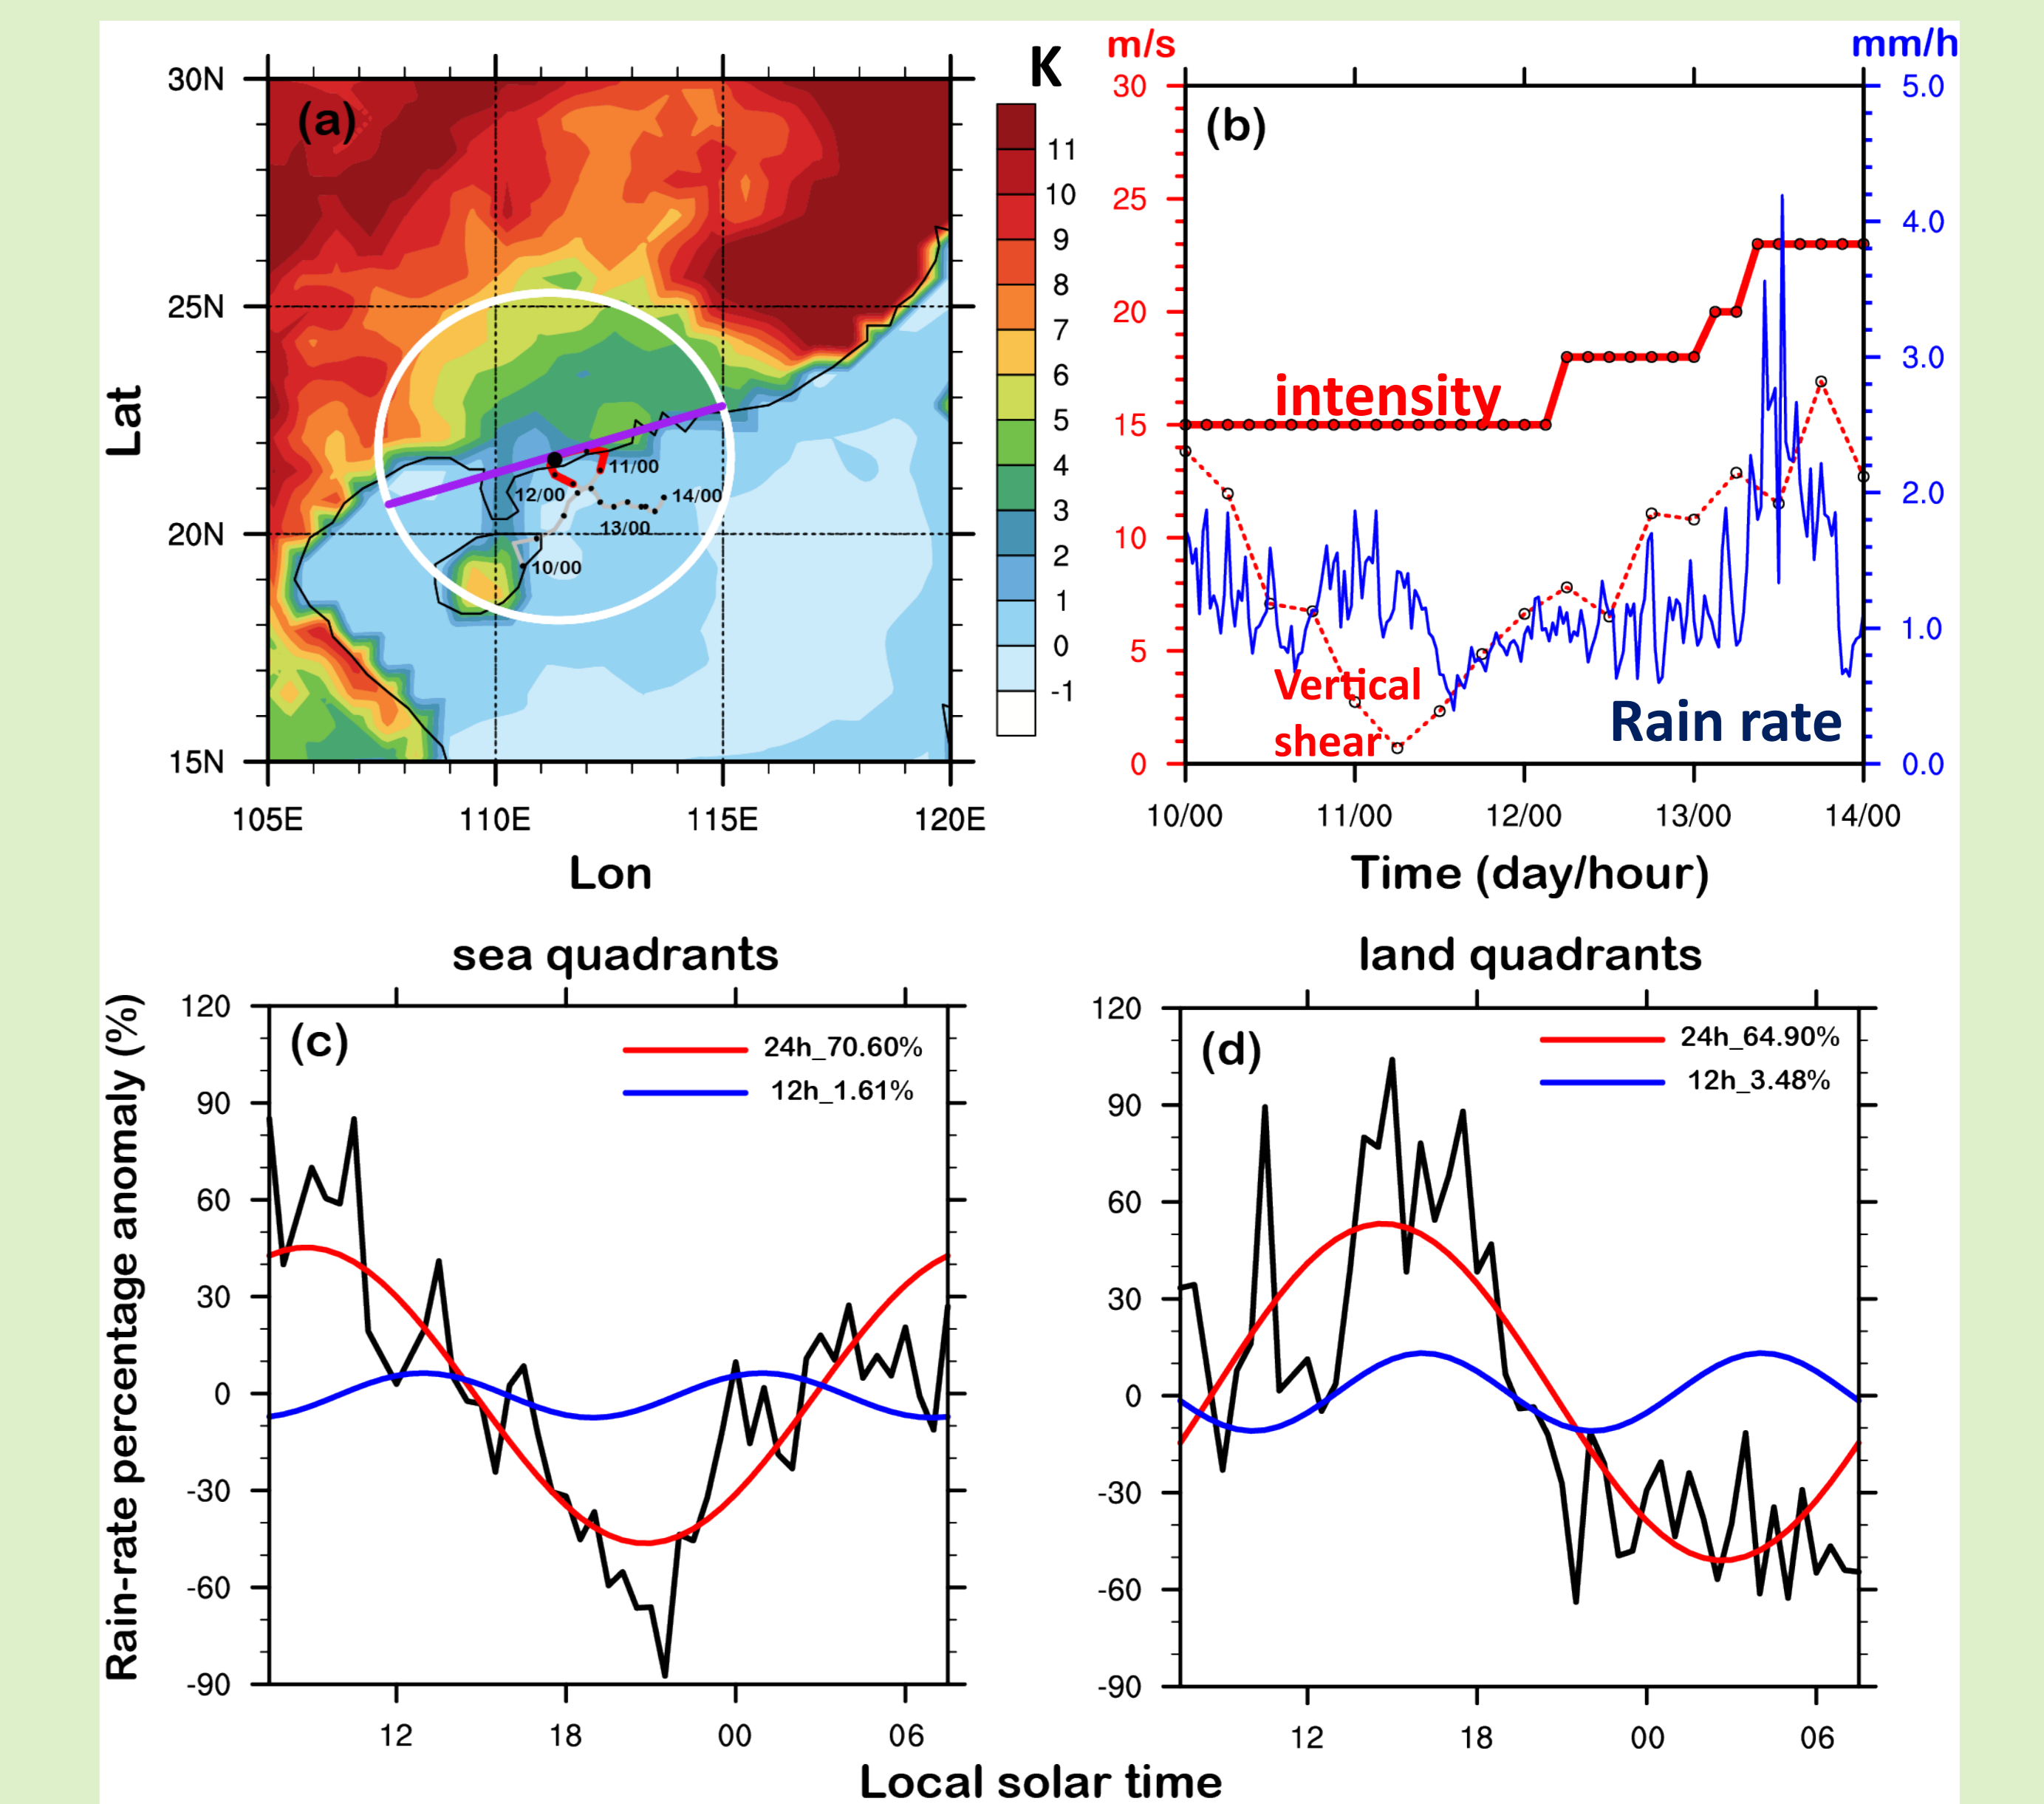 K
30N
25N
20N
15N
Lat
(a)
11/00
12/00
14/00
13/00
10/00
105E
110E
115E
120E
Lon
11
10
9
8
7
6
5
4
3
2
1
0
-1
m/s
mm/h
30
25
20
15
10
5
0
(b)
intensity
Vertical
shear
Rain rate
5.0
4.0
3.0
2.0
1.0
0.0
10/00
11/00
12/00
13/00
14/00
Time (day/hour)
sea quadrants
Rain-rate percentage anomaly (%)
120
90
60
30
0
-30
-60
-90
(c)
24h_70.60%
12h_1.61%
12
18
00
06
land quadrants
120
90
60
30
0
-30
-60
-90
(d)
24h_64.90%
12h_3.48%
12
18
00
06
Local solar time